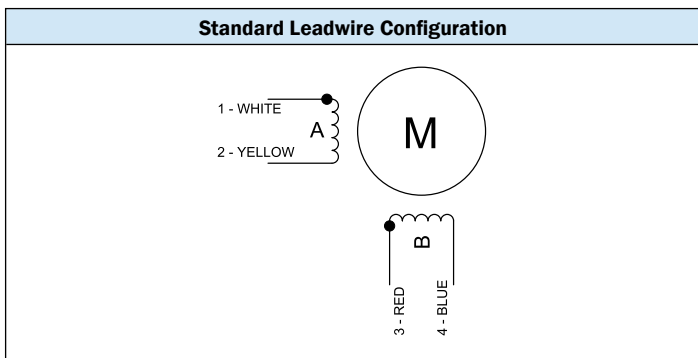 Standard Leadwire Configuration
1 - WHITE
A
2 - YELLOW
M
B
3 - RED
4 - BLUE